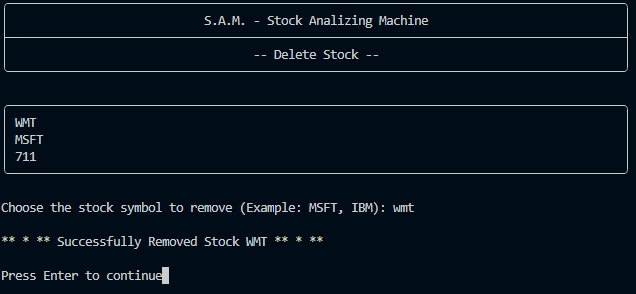 S.A.M. - Stock Analizing Machine
-- Delete Stock --
WMT
MSFT
711
Choose the stock symbol to remove (Example: MSFT, IBM): wmt
** * ** Successfully Removed Stock WMT ** * **
Press Enter to continue